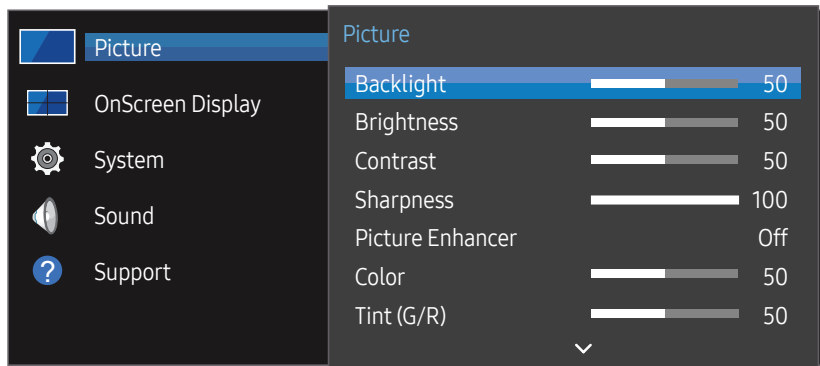 Picture
OnScreen Display
System
Sound
?
Support
Picture
Backlight 50
Brightness 50
Contrast 50
Sharpness 100
Picture Enhancer Off
Color 50
Tint (G/R) 50